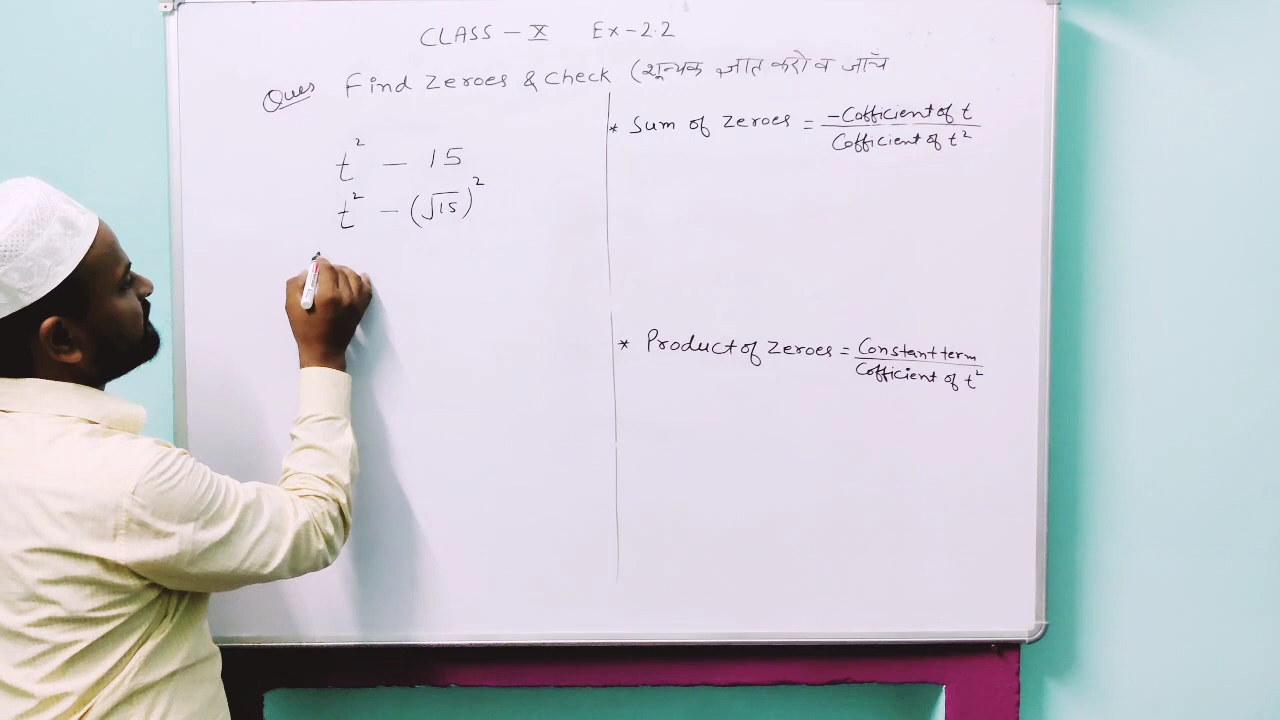 CLASS - X Ex-2.2
Ques Find Zeroes & Check (शून्यक ज्ञात करो व जाँच
t² - 15
t² - (√15)²
* Sum of Zeroes = -Cofficient of t / Cofficient of t²
* Product of Zeroes = Constant term / Cofficient of t²